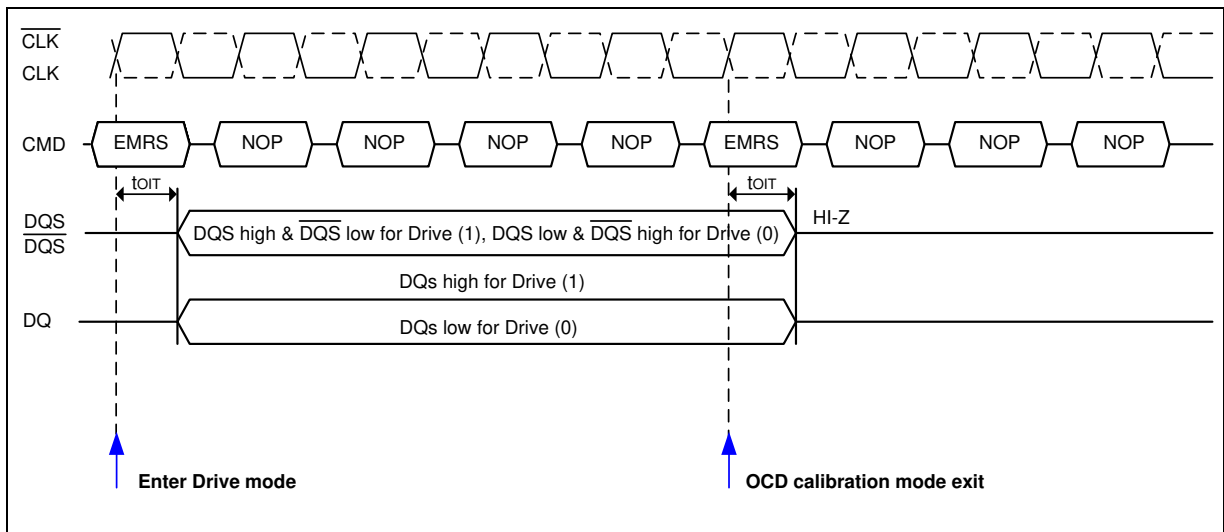 CLK
CLK
CMD EMRS NOP NOP NOP NOP EMRS NOP NOP NOP
tOIT tOIT
DQS
DQS
DQS high & DQS low for Drive (1), DQS low & DQS high for Drive (0)
HI-Z
DQs high for Drive (1)
DQ
DQs low for Drive (0)
Enter Drive mode
OCD calibration mode exit